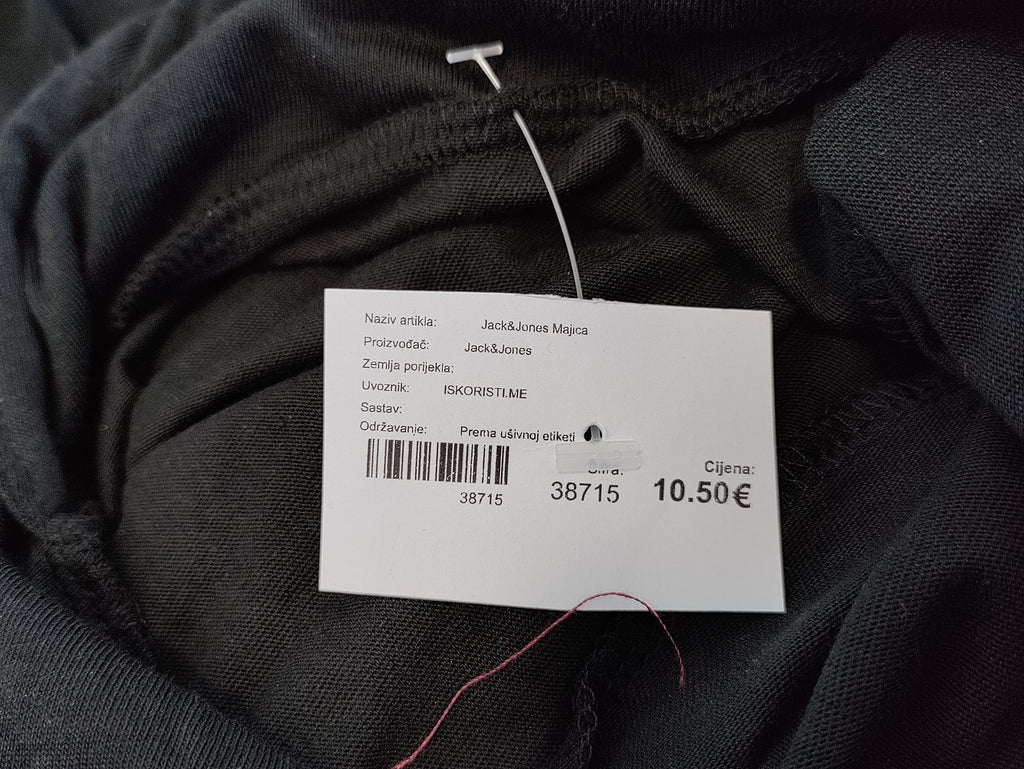 Naziv artikla: Jack&Jones Majica
Proizvođač: Jack&Jones
Zemlja porijekla:
Uvoznik: ISKORISTI.ME
Sastav:
Održavanje: Prema ušivnoj etiketi
38715
38715
Cijena:
10.50€